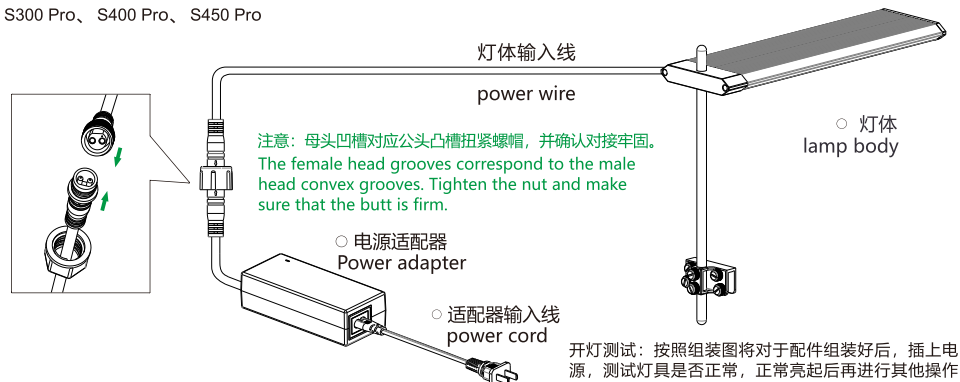 S300 Pro、 S400 Pro、 S450 Pro
灯体输入线
power wire
注意：母头凹槽对应公头凸槽扭紧螺帽，并确认对接牢固。
The female head grooves correspond to the male
head convex grooves. Tighten the nut and make
sure that the butt is firm.
○ 灯体
lamp body
○ 电源适配器
Power adapter
○ 适配器输入线
power cord
开灯测试：按照组装图将对于配件组装好后，插上电
源，测试灯具是否正常，正常亮起后再进行其他操作